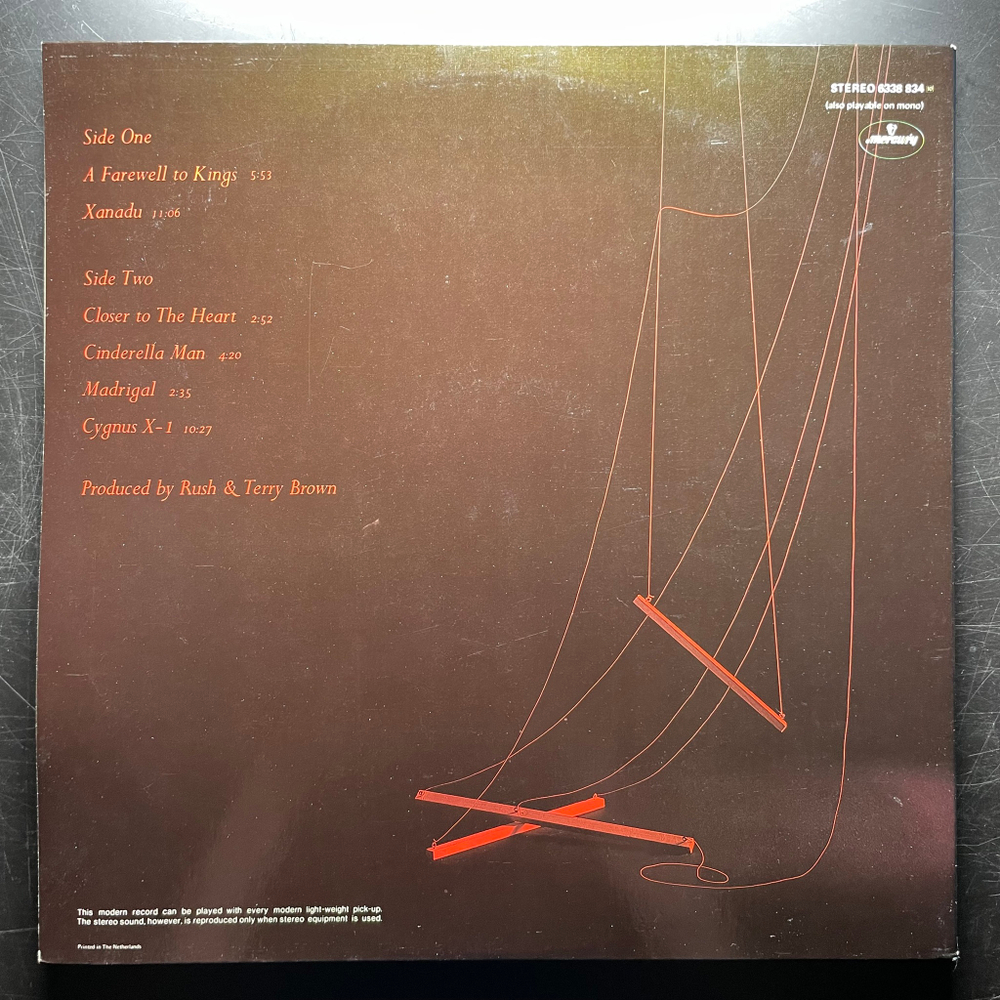 STEREO 6338 834
(also playable on mono)
mercury
Side One
A Farewell to Kings 5:53
Xanadu 11:06
Side Two
Closer to The Heart 2:52
Cinderella Man 4:20
Madrigal 2:35
Cygnus X-1 10:27
Produced by Rush & Terry Brown
This modern record can be played with every modern light-weight pick-up.
The stereo sound, however, is reproduced only when stereo equipment is used.
Printed in The Netherlands